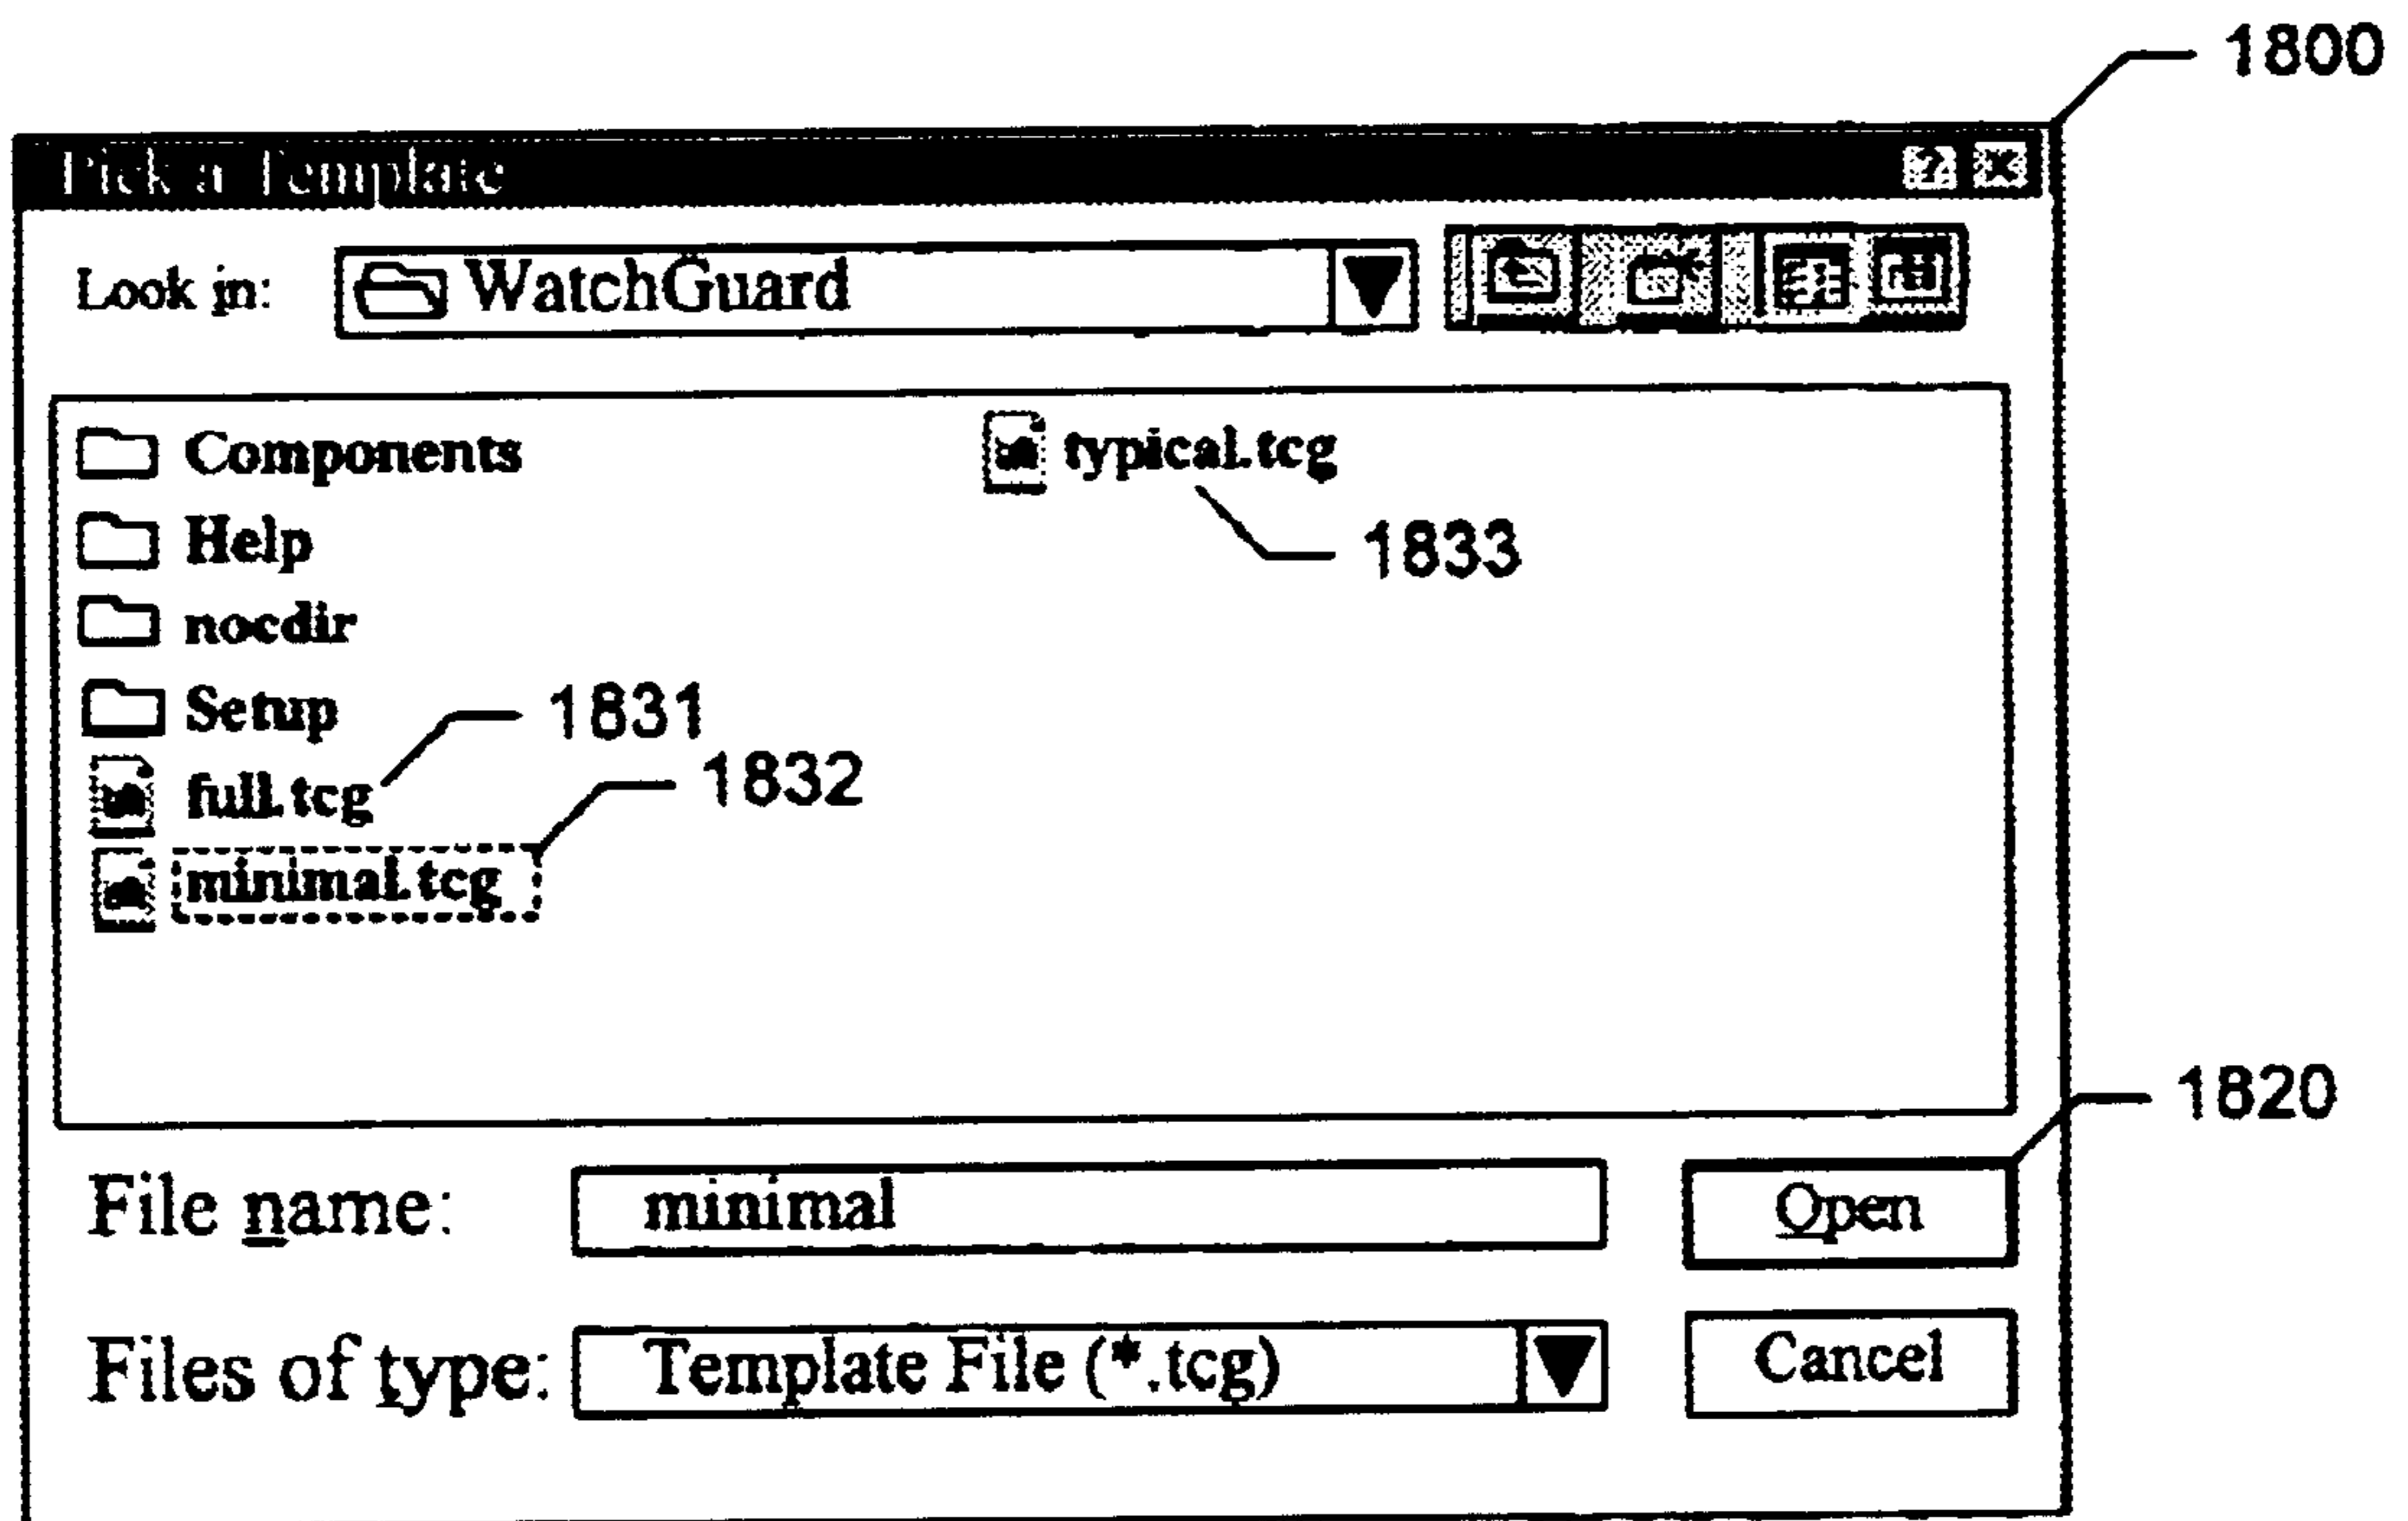 1800
Pick a Template
Look in: WatchGuard
Components
Help
nocdir
Setup
full.tcg
minimal.tcg
typical.tcg
1833
1831
1832
1820
File name: minimal Open
Files of type: Template File (*.tcg) Cancel